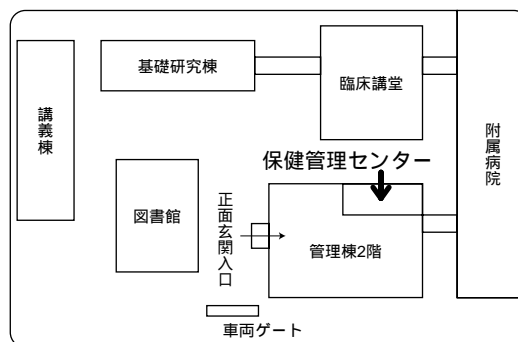 基礎研究棟
臨床講堂
講義棟
附属病院
保健管理センター
図書館
正面玄関入口
管理棟2階
車両ゲート